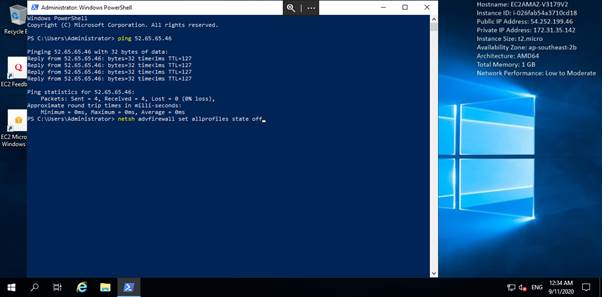 Recycle B
EC2 Feedb
EC2 Micro
Windows
Administrator: Windows PowerShell
Windows PowerShell
Copyright (C) Microsoft Corporation. All rights reserved.
PS C:\Users\Administrator> ping 52.65.65.46
Pinging 52.65.65.46 with 32 bytes of data:
Reply from 52.65.65.46: bytes=32 time<1ms TTL=127
Reply from 52.65.65.46: bytes=32 time<1ms TTL=127
Reply from 52.65.65.46: bytes=32 time<1ms TTL=127
Reply from 52.65.65.46: bytes=32 time<1ms TTL=127
Ping statistics for 52.65.65.46:
Packets: Sent = 4, Received = 4, Lost = 0 (0% loss),
Approximate round trip times in milli-seconds:
Minimum = 0ms, Maximum = 0ms, Average = 0ms
PS C:\Users\Administrator> netsh advfirewall set allprofiles state off
Hostname: EC2AMAZ-V3179V2
Instance ID: i-026fab54a3710cd18
Public IP Address: 54.252.199.46
Private IP Address: 172.31.35.142
Instance Size: t2.micro
Availability Zone: ap-southeast-2b
Architecture: AMD64
Total Memory: 1 GB
Network Performance: Low to Moderate
ENG
12:34 AM
9/11/2020